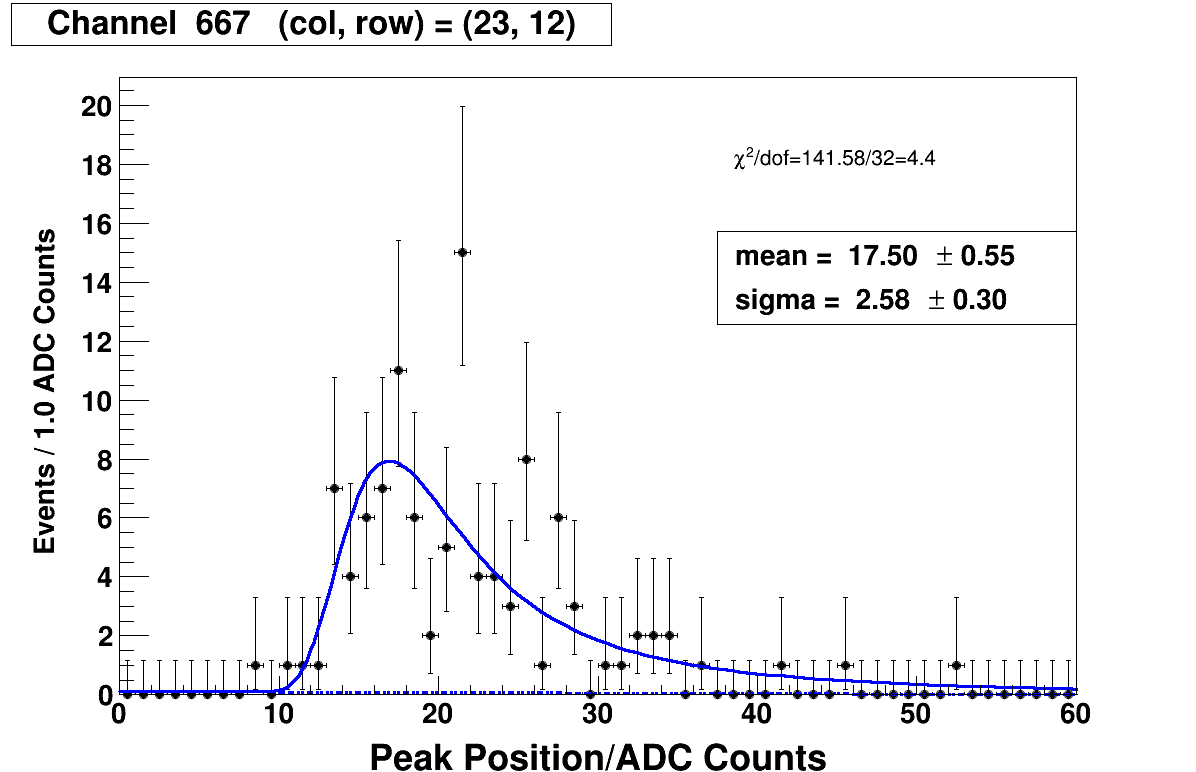 Channel 667 (col, row) = (23, 12)
20
18
16
14
12
10
8
6
4
2
0
Events / 1.0 ADC Counts
χ²/dof=141.58/32=4.4
mean = 17.50 ± 0.55
sigma = 2.58 ± 0.30
0 10 20 30 40 50 60
Peak Position/ADC Counts